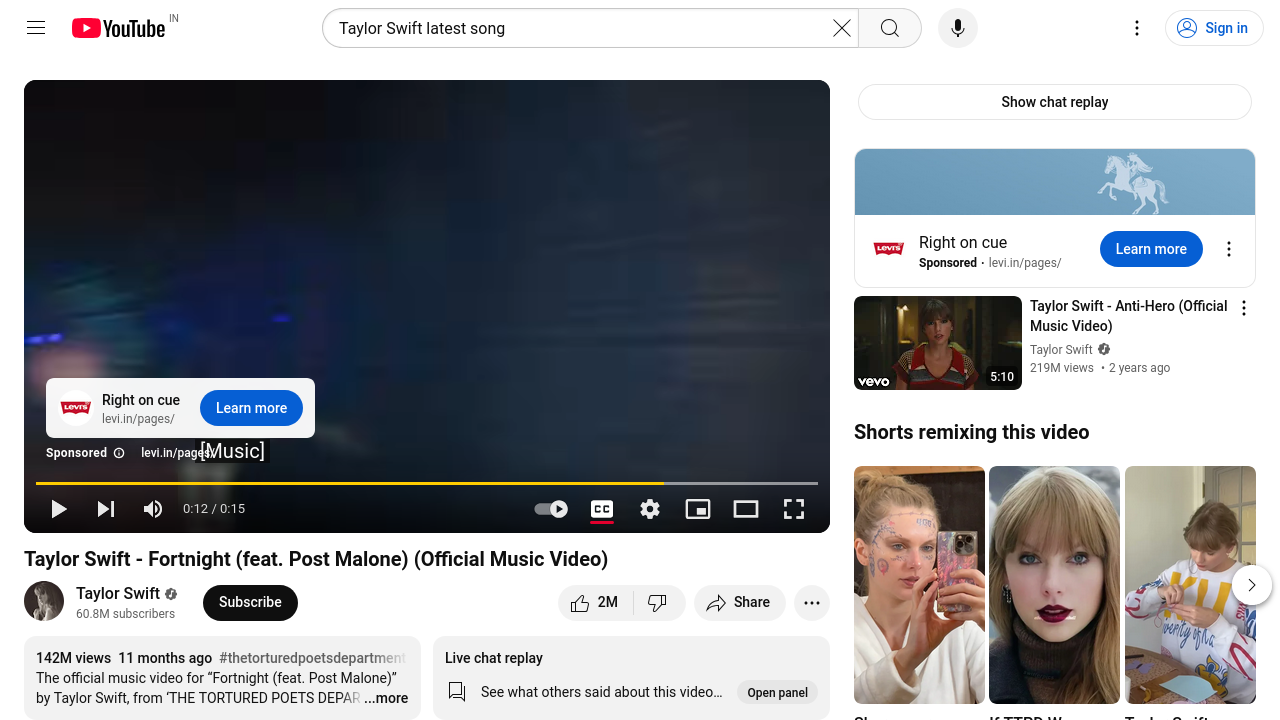 YouTube IN
Taylor Swift latest song
Sign in
LEVI'S
Right on cue
levi.in/pages/
Learn more
Sponsored
levi.in/pages/
[Music]
0:12 / 0:15
CC
Taylor Swift - Fortnight (feat. Post Malone) (Official Music Video)
Taylor Swift
60.8M subscribers
Subscribe
2M
Share
142M views 11 months ago #thetorturedpoetsdepartment
The official music video for “Fortnight (feat. Post Malone)”
by Taylor Swift, from ‘THE TORTURED POETS DEPAR ...more
Live chat replay
See what others said about this video...
Open panel
Show chat replay
LEVI'S
Right on cue
Sponsored · levi.in/pages/
Learn more
vevo
5:10
Taylor Swift - Anti-Hero (Official
Music Video)
Taylor Swift
219M views • 2 years ago
Shorts remixing this video